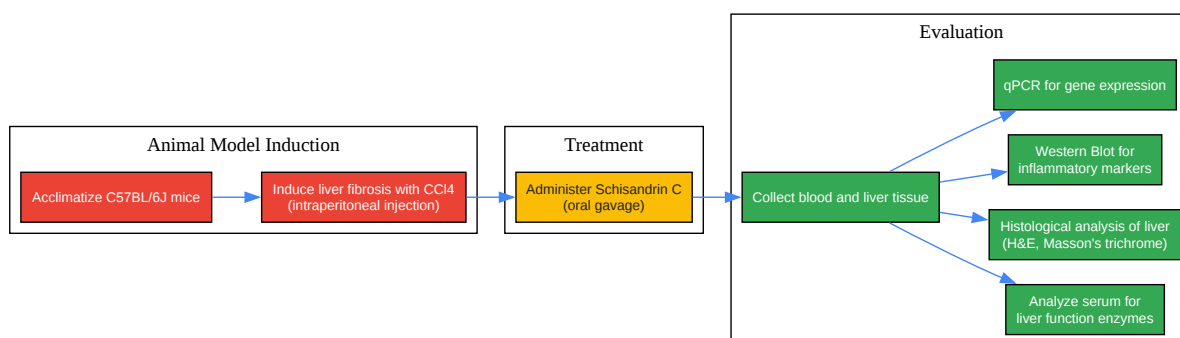 Animal Model Induction
Acclimatize C57BL/6J mice
Induce liver fibrosis with CCl4
(intraperitoneal injection)
Treatment
Administer Schisandrin C
(oral gavage)
Evaluation
Collect blood and liver tissue
qPCR for gene expression
Western Blot for
inflammatory markers
Histological analysis of liver
(H&E, Masson's trichrome)
Analyze serum for
liver function enzymes